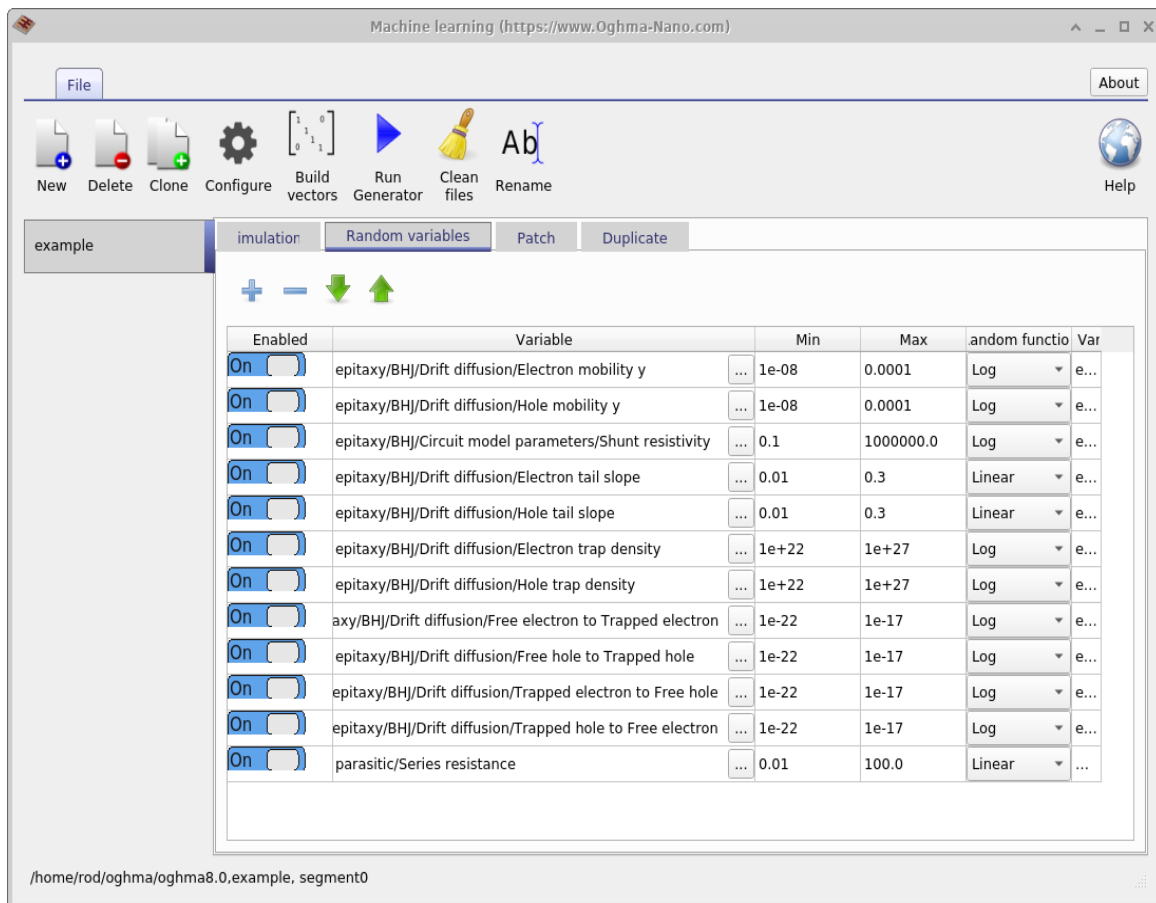 Machine learning (https://www.Oghma-Nano.com)
File
About
New Delete Clone Configure Build vectors Run Generator Clean files Ab Rename Help
example
imulation Random variables Patch Duplicate
Enabled Variable Min Max andom functio Var
On epitaxy/BHJ/Drift diffusion/Electron mobility y ... 1e-08 0.0001 Log e...
On epitaxy/BHJ/Drift diffusion/Hole mobility y ... 1e-08 0.0001 Log e...
On epitaxy/BHJ/Circuit model parameters/Shunt resistivity ... 0.1 1000000.0 Log e...
On epitaxy/BHJ/Drift diffusion/Electron tail slope ... 0.01 0.3 Linear e...
On epitaxy/BHJ/Drift diffusion/Hole tail slope ... 0.01 0.3 Linear e...
On epitaxy/BHJ/Drift diffusion/Electron trap density ... 1e+22 1e+27 Log e...
On epitaxy/BHJ/Drift diffusion/Hole trap density ... 1e+22 1e+27 Log e...
On axy/BHJ/Drift diffusion/Free electron to Trapped electron ... 1e-22 1e-17 Log e...
On epitaxy/BHJ/Drift diffusion/Free hole to Trapped hole ... 1e-22 1e-17 Log e...
On epitaxy/BHJ/Drift diffusion/Trapped electron to Free hole ... 1e-22 1e-17 Log e...
On epitaxy/BHJ/Drift diffusion/Trapped hole to Free electron ... 1e-22 1e-17 Log e...
On parasitic/Series resistance ... 0.01 100.0 Linear ...
/home/rod/oghma/oghma8.0,example, segment0